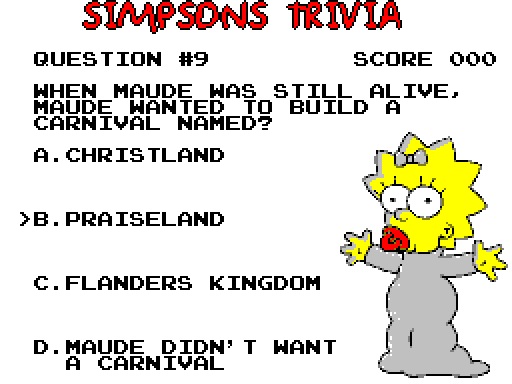 SIMPSONS TRIVIA
QUESTION #9 SCORE 000
WHEN MAUDE WAS STILL ALIVE,
MAUDE WANTED TO BUILD A
CARNIVAL NAMED?
A.CHRISTLAND
>B.PRAISELAND
C.FLANDERS KINGDOM
D.MAUDE DIDN'T WANT
A CARNIVAL